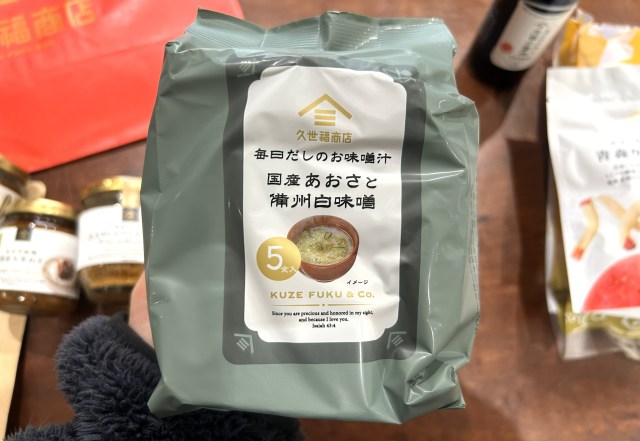 福商店
久世福商店
毎日だしのお味噌汁
国産あおさと
備州白味噌
5食入
イメージ
KUZE FUKU & Co.
Since you are precious and honored in my sight,
and because I love you.
Isaiah 43:4